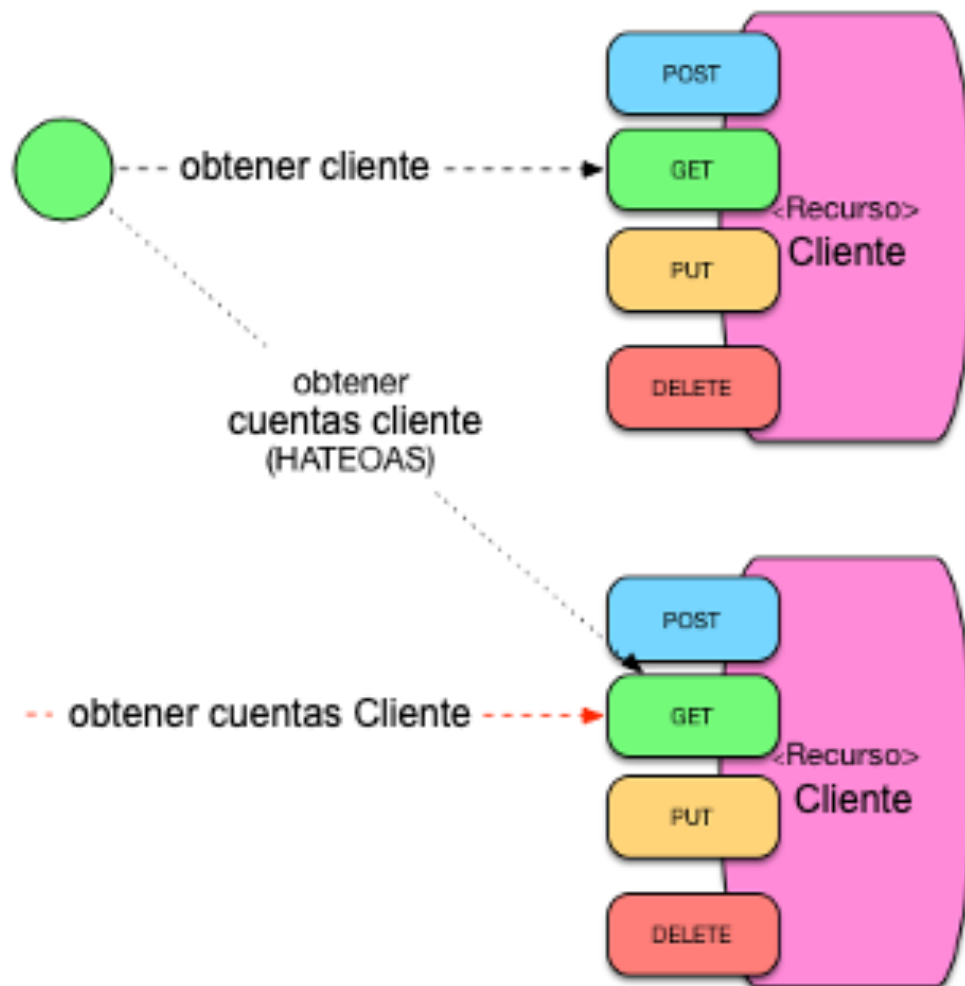 POST
obtener cliente
GET
<Recurso>
Cliente
PUT
DELETE
obtener
cuentas cliente
(HATEOAS)
POST
obtener cuentas Cliente
GET
<Recurso>
Cliente
PUT
DELETE